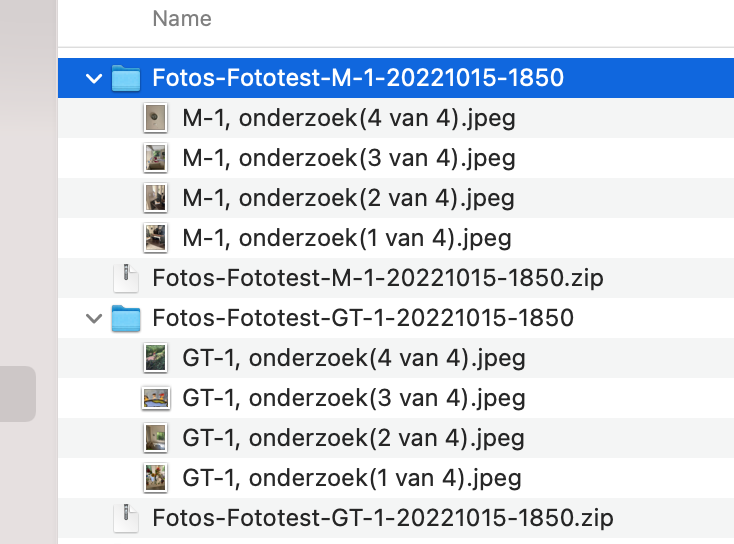 Name
Fotos-Fototest-M-1-20221015-1850
M-1, onderzoek(4 van 4).jpeg
M-1, onderzoek(3 van 4).jpeg
M-1, onderzoek(2 van 4).jpeg
M-1, onderzoek(1 van 4).jpeg
Fotos-Fototest-M-1-20221015-1850.zip
Fotos-Fototest-GT-1-20221015-1850
GT-1, onderzoek(4 van 4).jpeg
GT-1, onderzoek(3 van 4).jpeg
GT-1, onderzoek(2 van 4).jpeg
GT-1, onderzoek(1 van 4).jpeg
Fotos-Fototest-GT-1-20221015-1850.zip